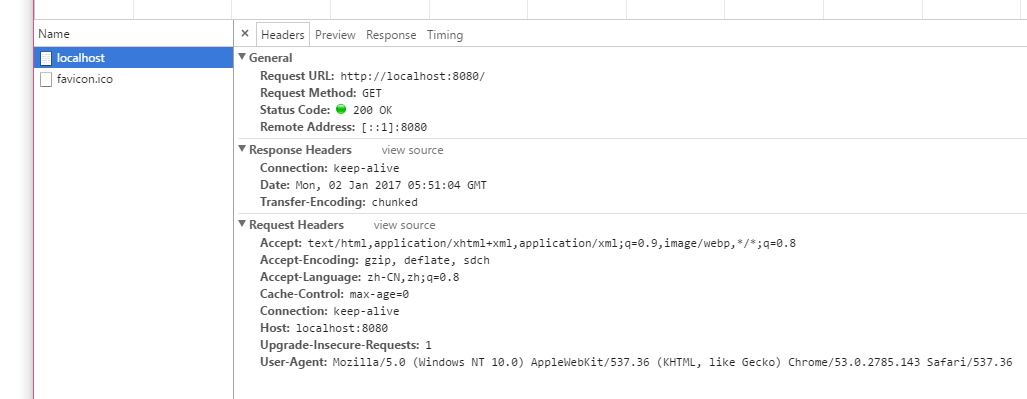 Name
localhost
favicon.ico
× Headers Preview Response Timing
General
Request URL: http://localhost:8080/
Request Method: GET
Status Code: 200 OK
Remote Address: [::1]:8080
Response Headers view source
Connection: keep-alive
Date: Mon, 02 Jan 2017 05:51:04 GMT
Transfer-Encoding: chunked
Request Headers view source
Accept: text/html,application/xhtml+xml,application/xml;q=0.9,image/webp,*/*;q=0.8
Accept-Encoding: gzip, deflate, sdch
Accept-Language: zh-CN,zh;q=0.8
Cache-Control: max-age=0
Connection: keep-alive
Host: localhost:8080
Upgrade-Insecure-Requests: 1
User-Agent: Mozilla/5.0 (Windows NT 10.0) AppleWebKit/537.36 (KHTML, like Gecko) Chrome/53.0.2785.143 Safari/537.36